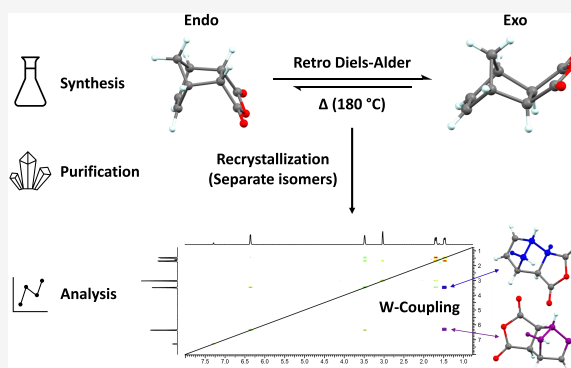 Endo
Exo
Synthesis
Retro Diels-Alder
Δ (180 °C)
Recrystallization
(Separate isomers)
Purification
Analysis
W-Coupling
1
2
3
4
5
6
7
7.5 7.0 6.5 6.0 5.5 5.0 4.5 4.0 3.5 3.0 2.5 2.0 1.5 1.0